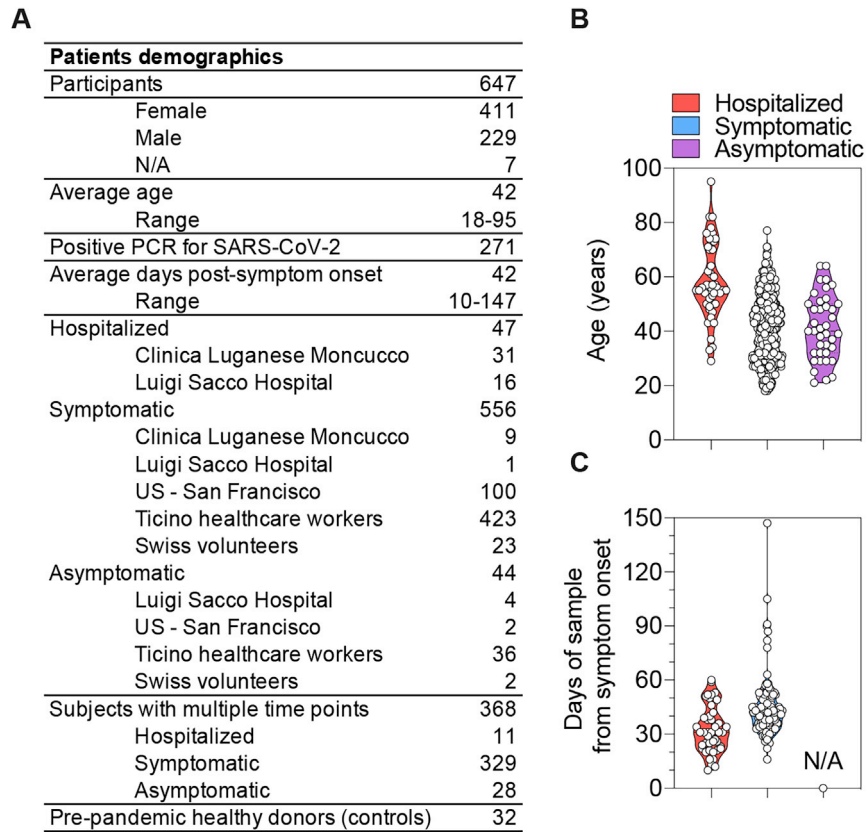 A
Patients demographics
Participants 647
Female 411
Male 229
N/A 7
Average age 42
Range 18-95
Positive PCR for SARS-CoV-2 271
Average days post-symptom onset 42
Range 10-147
Hospitalized 47
Clinica Luganese Moncucco 31
Luigi Sacco Hospital 16
Symptomatic 556
Clinica Luganese Moncucco 9
Luigi Sacco Hospital 1
US - San Francisco 100
Ticino healthcare workers 423
Swiss volunteers 23
Asymptomatic 44
Luigi Sacco Hospital 4
US - San Francisco 2
Ticino healthcare workers 36
Swiss volunteers 2
Subjects with multiple time points 368
Hospitalized 11
Symptomatic 329
Asymptomatic 28
Pre-pandemic healthy donors (controls) 32
B
Hospitalized
Symptomatic
Asymptomatic
Age (years)
100
80
60
40
20
0
C
Days of sample
from symptom onset
150
120
90
60
30
0
N/A